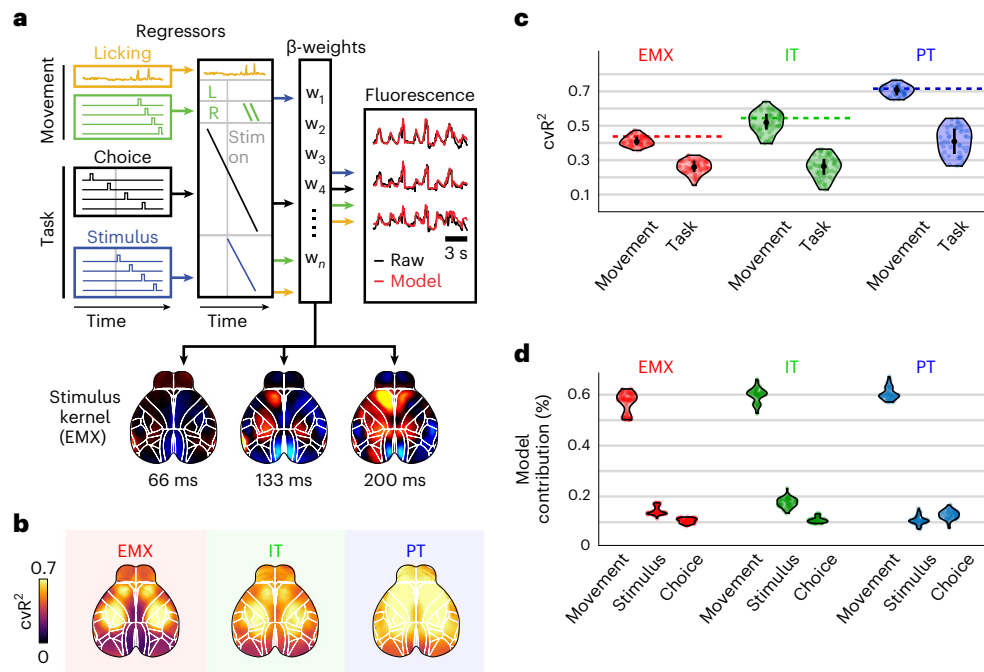 a
Regressors
Licking
β-weights
Movement
L
R
Stim
on
w1
w2
w3
w4
wn
Fluorescence
3 s
Raw
Model
Choice
Task
Stimulus
Time
Time
Stimulus
kernel
(EMX)
66 ms
133 ms
200 ms
b
EMX
IT
PT
0.7
cvR²
0
c
EMX
IT
PT
cvR²
0.7
0.5
0.3
0.1
Movement
Task
Movement
Task
Movement
Task
d
EMX
IT
PT
Model
contribution (%)
0.6
0.4
0.2
0
Movement
Stimulus
Choice
Movement
Stimulus
Choice
Movement
Stimulus
Choice